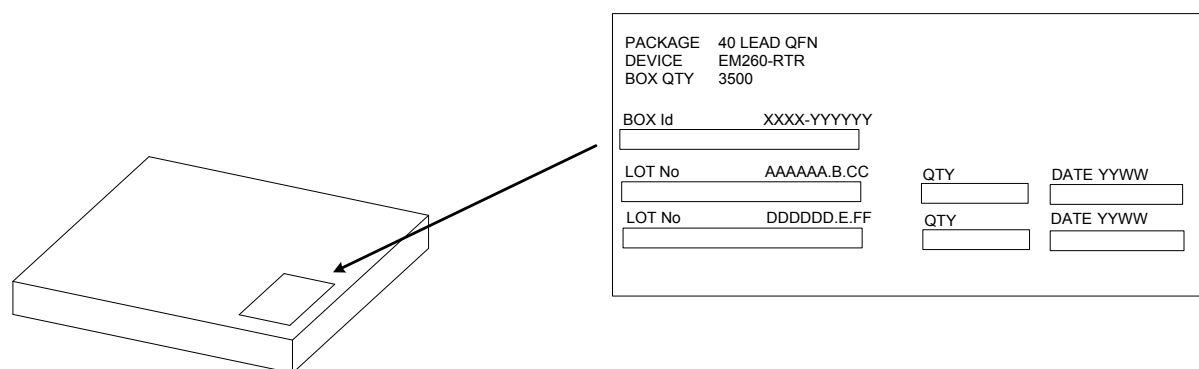 PACKAGE 40 LEAD QFN
DEVICE EM260-RTR
BOX QTY 3500
BOX Id XXXX-YYYYYY
LOT No AAAAAA.B.CC QTY DATE YYWW
LOT No DDDDDD.E.FF QTY DATE YYWW